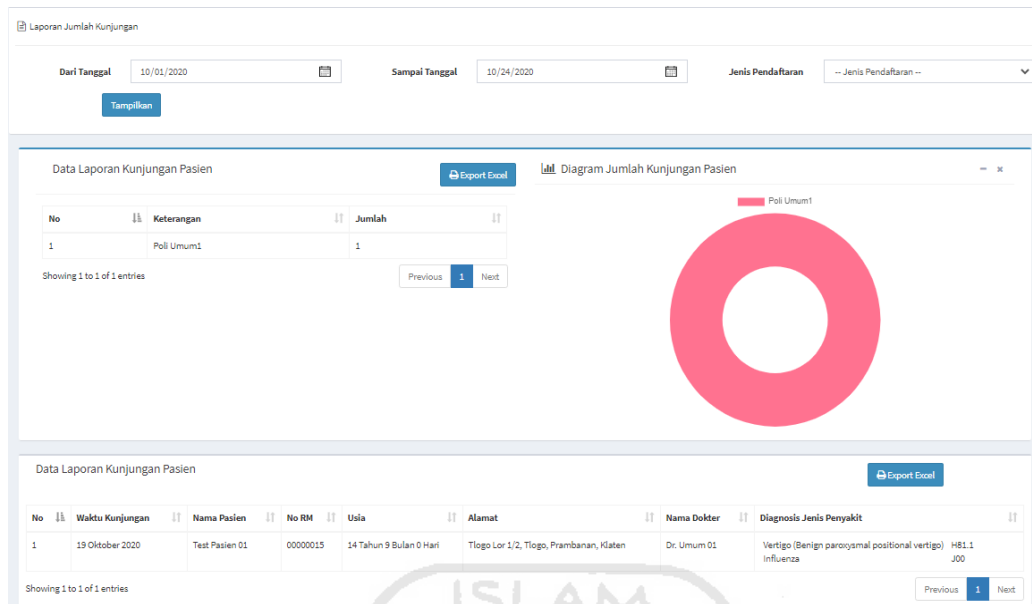 Laporan Jumlah Kunjungan
Dari Tanggal 10/01/2020 Sampai Tanggal 10/24/2020 Jenis Pendaftaran -- Jenis Pendaftaran --
Tampilkan
Data Laporan Kunjungan Pasien Export Excel
No Keterangan Jumlah
1 Poli Umum1 1
Showing 1 to 1 of 1 entries Previous 1 Next
Diagram Jumlah Kunjungan Pasien
Poli Umum1
Data Laporan Kunjungan Pasien Export Excel
No Waktu Kunjungan Nama Pasien No RM Usia Alamat Nama Dokter Diagnosis Jenis Penyakit
1 19 Oktober 2020 Test Pasien 01 00000015 14 Tahun 9 Bulan 0 Hari Tlogo Lor 1/2, Tlogo, Prambanan, Klaten Dr. Umum 01 Vertigo (Benign paroxysmal positional vertigo) H81.1
Influenza J00
Showing 1 to 1 of 1 entries Previous 1 Next
ISLAM